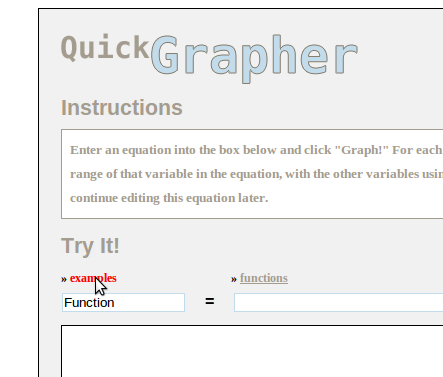 QuickGrapher
Instructions
Enter an equation into the box below and click "Graph!" For each
range of that variable in the equation, with the other variables
continue editing this equation later.
Try It!
» examples » functions
Function =